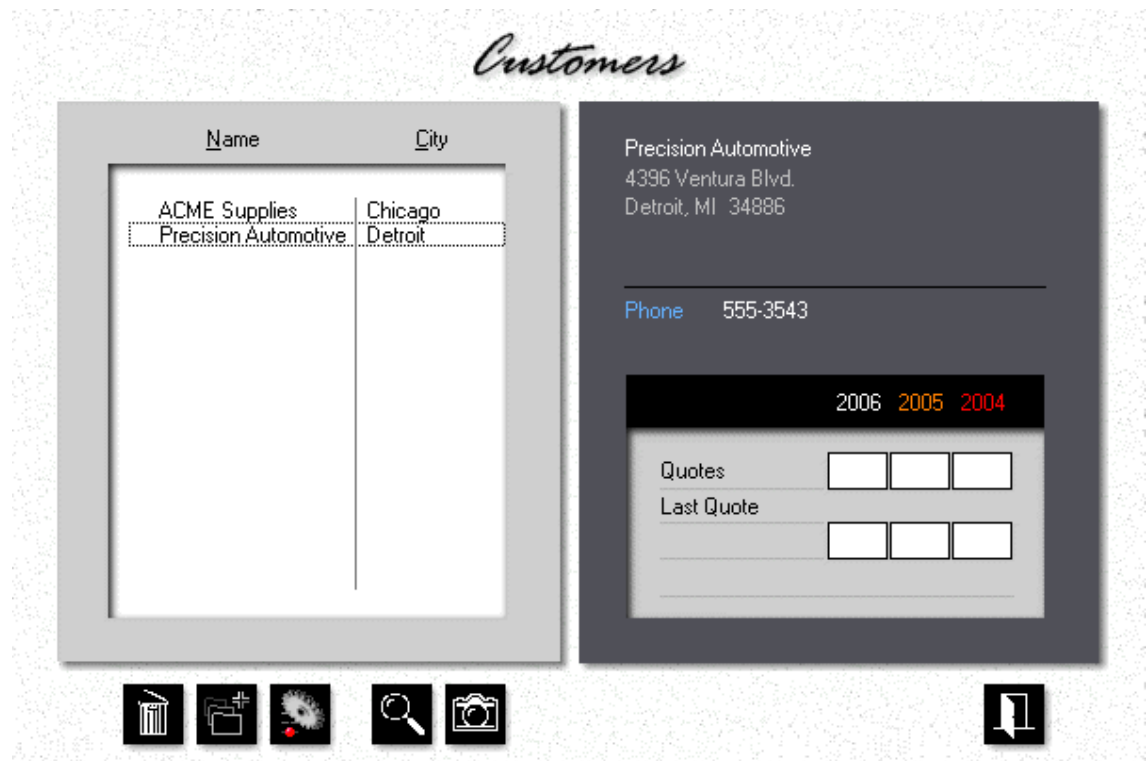 Customers
Name City
ACME Supplies Chicago
Precision Automotive Detroit
Precision Automotive
4396 Ventura Blvd.
Detroit, MI 34886
Phone 555-3543
2006 2005 2004
Quotes
Last Quote